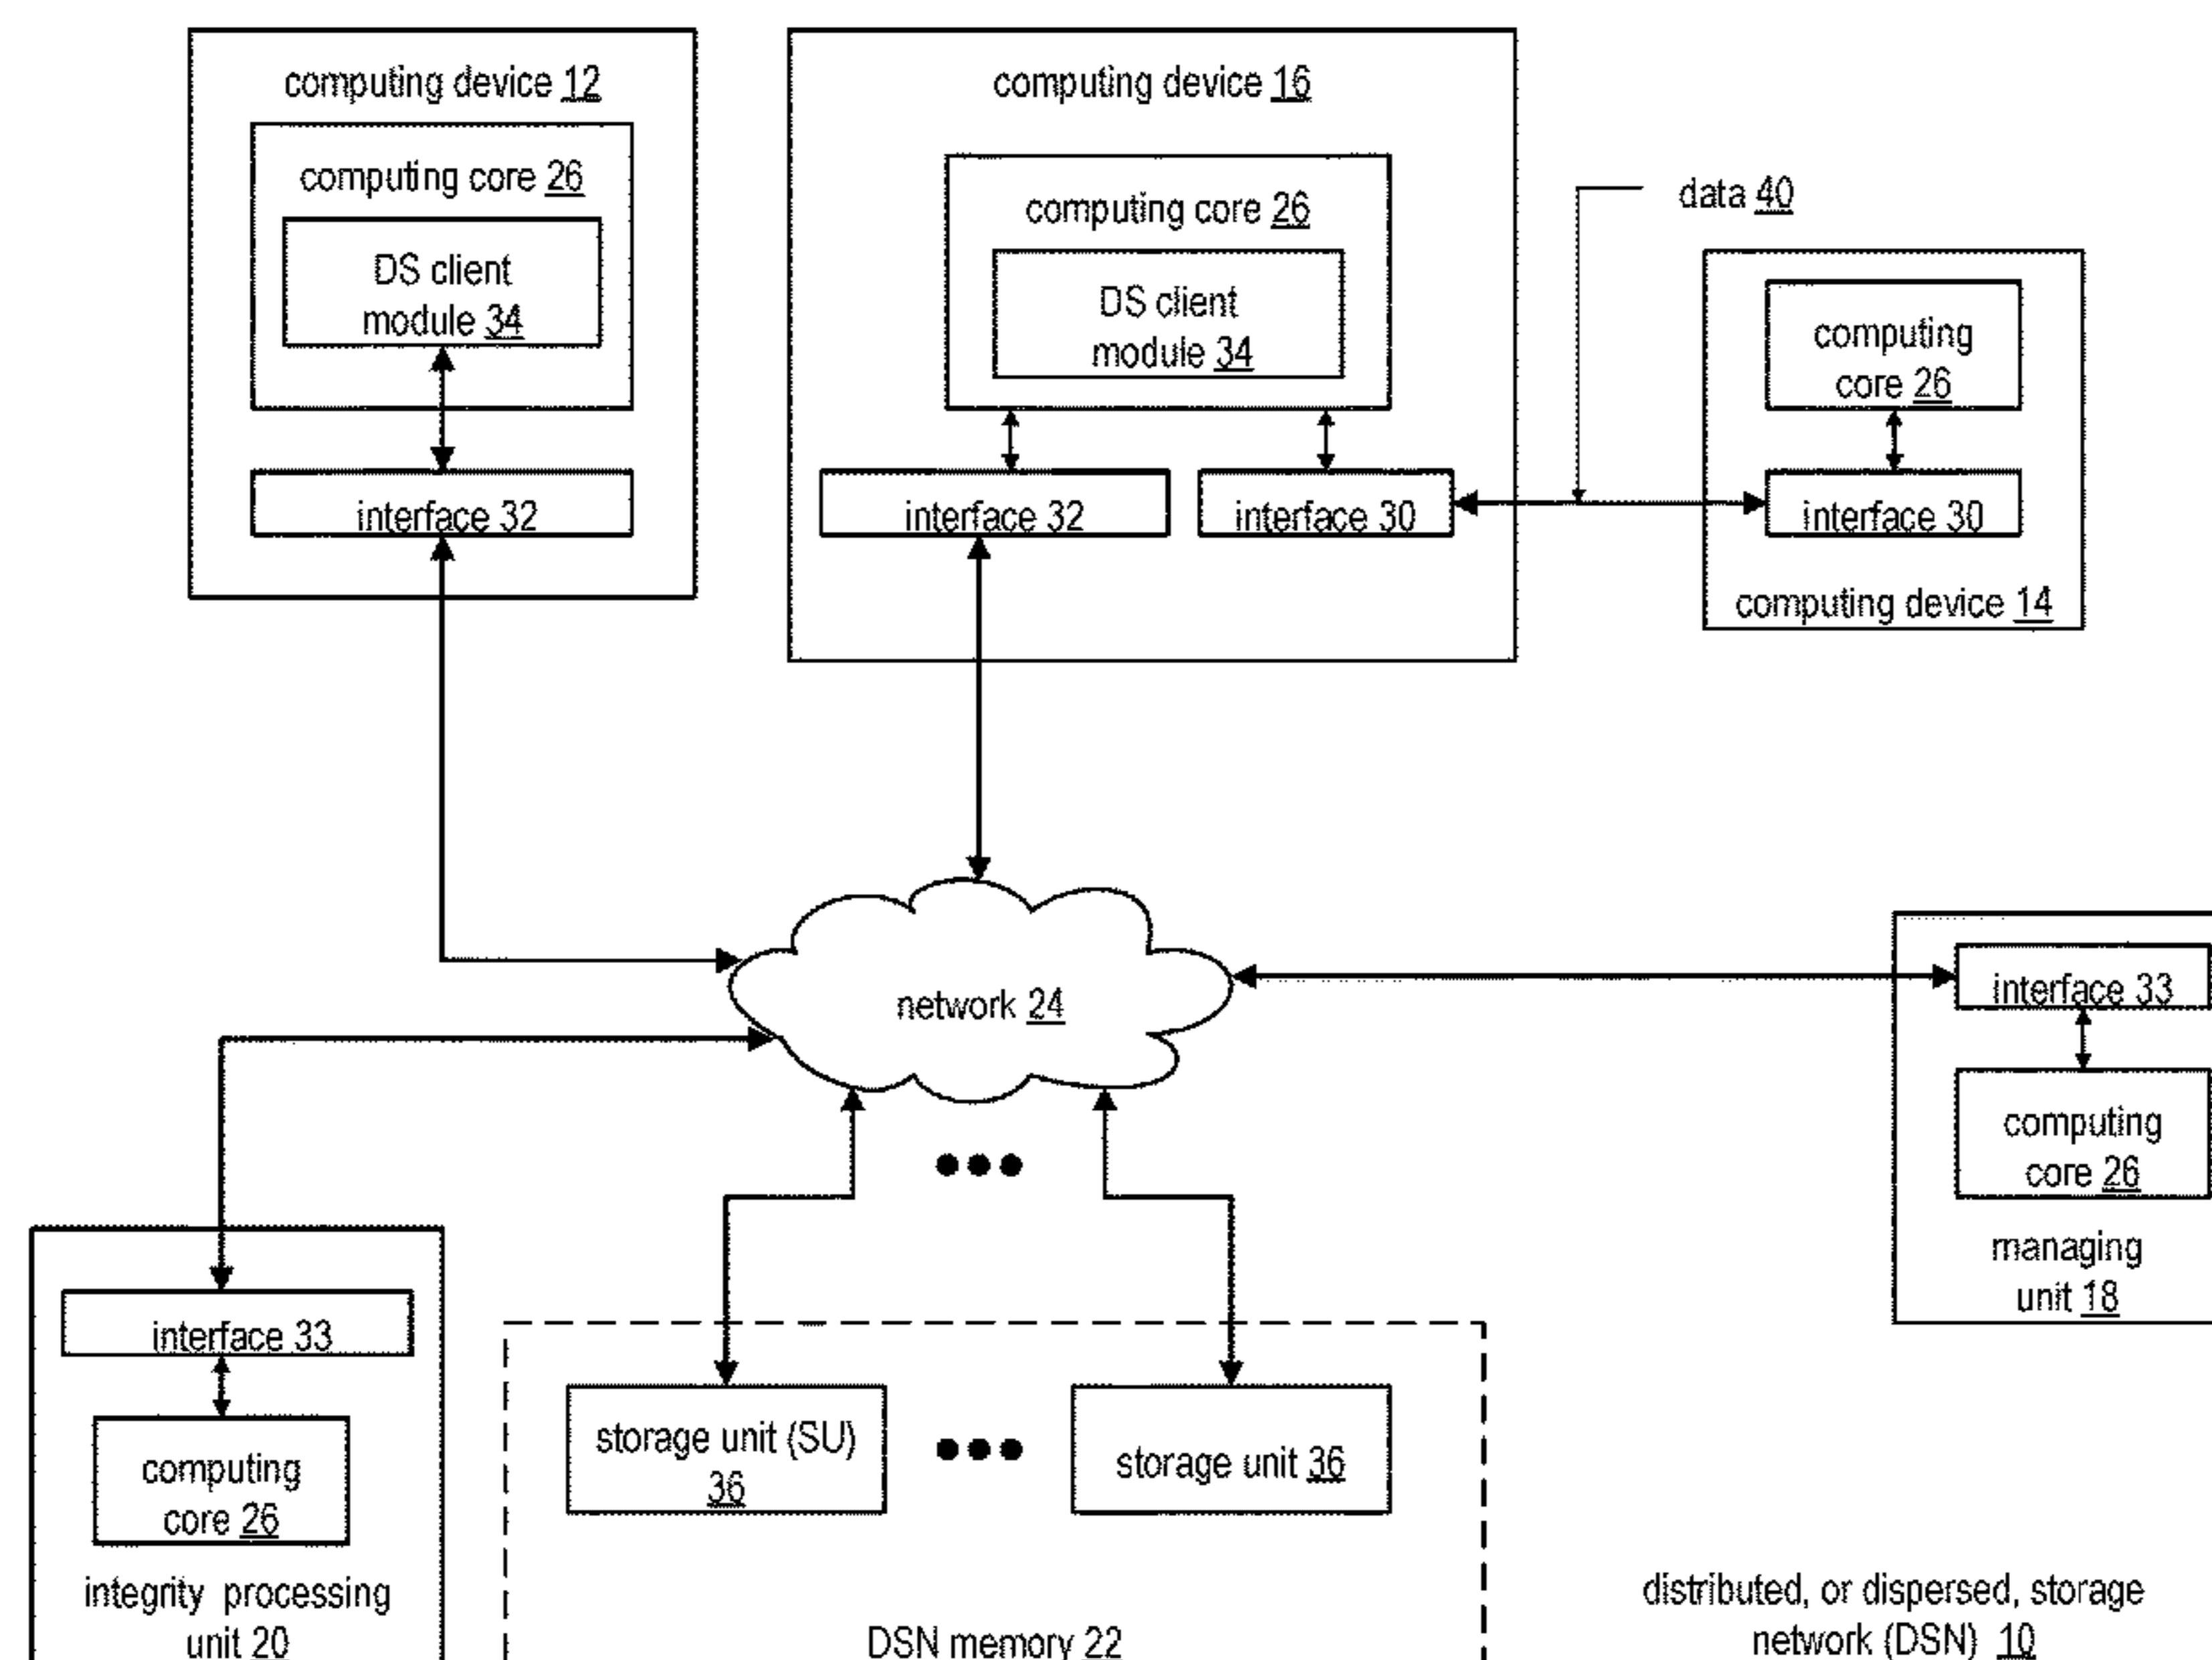 computing device 12
computing core 26
DS client
module 34
interface 32
computing device 16
computing core 26
DS client
module 34
interface 32
interface 30
data 40
computing
core 26
interface 30
computing device 14
network 24
interface 33
computing
core 26
managing
unit 18
interface 33
computing
core 26
integrity processing
unit 20
storage unit (SU)
36
storage unit 36
DSN memory 22
distributed, or dispersed, storage
network (DSN) 10